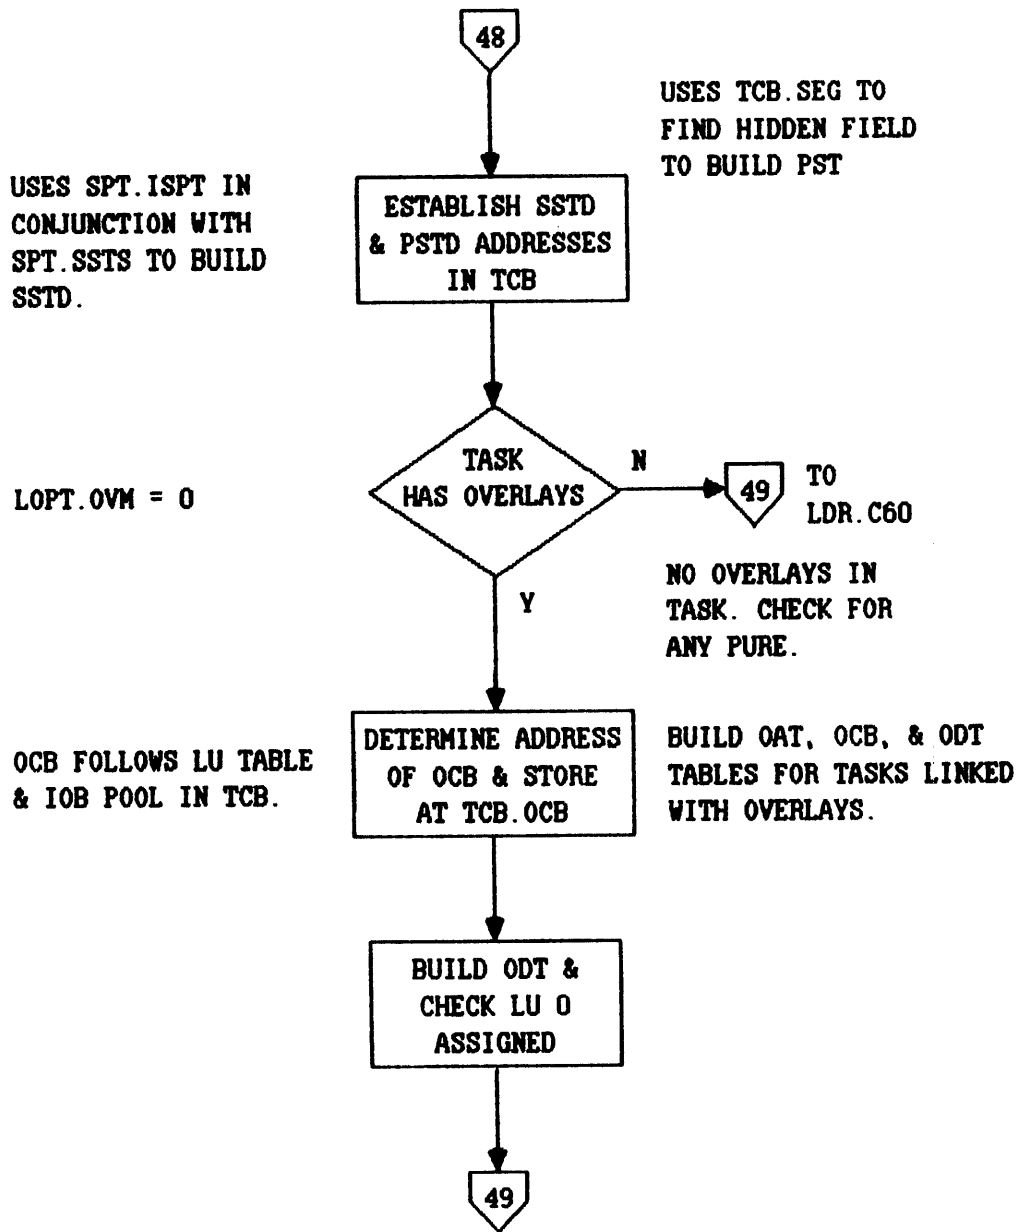 48
USES TCB.SEG TO
FIND HIDDEN FIELD
TO BUILD PST
USES SPT.ISPT IN
CONJUNCTION WITH
SPT.SSTS TO BUILD
SSTD.
ESTABLISH SSTD
& PSTD ADDRESSES
IN TCB
TASK
HAS OVERLAYS
N
49
TO
LDR.C60
LOPT.OVM = 0
NO OVERLAYS IN
TASK. CHECK FOR
ANY PURE.
Y
OCB FOLLOWS LU TABLE
& IOB POOL IN TCB.
DETERMINE ADDRESS
OF OCB & STORE
AT TCB.OCB
BUILD OAT, OCB, & ODT
TABLES FOR TASKS LINKED
WITH OVERLAYS.
BUILD ODT &
CHECK LU 0
ASSIGNED
49